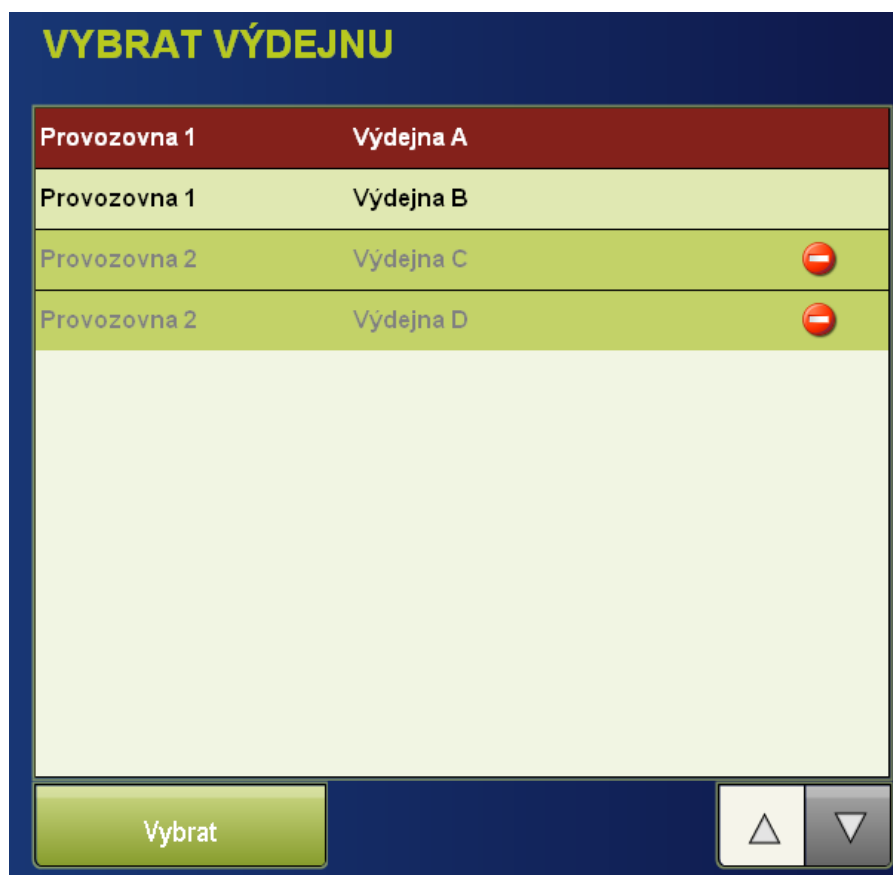 VYBRAT VÝDEJNU
Provozovna 1 Výdejna A
Provozovna 1 Výdejna B
Provozovna 2 Výdejna C
Provozovna 2 Výdejna D
Vybrat